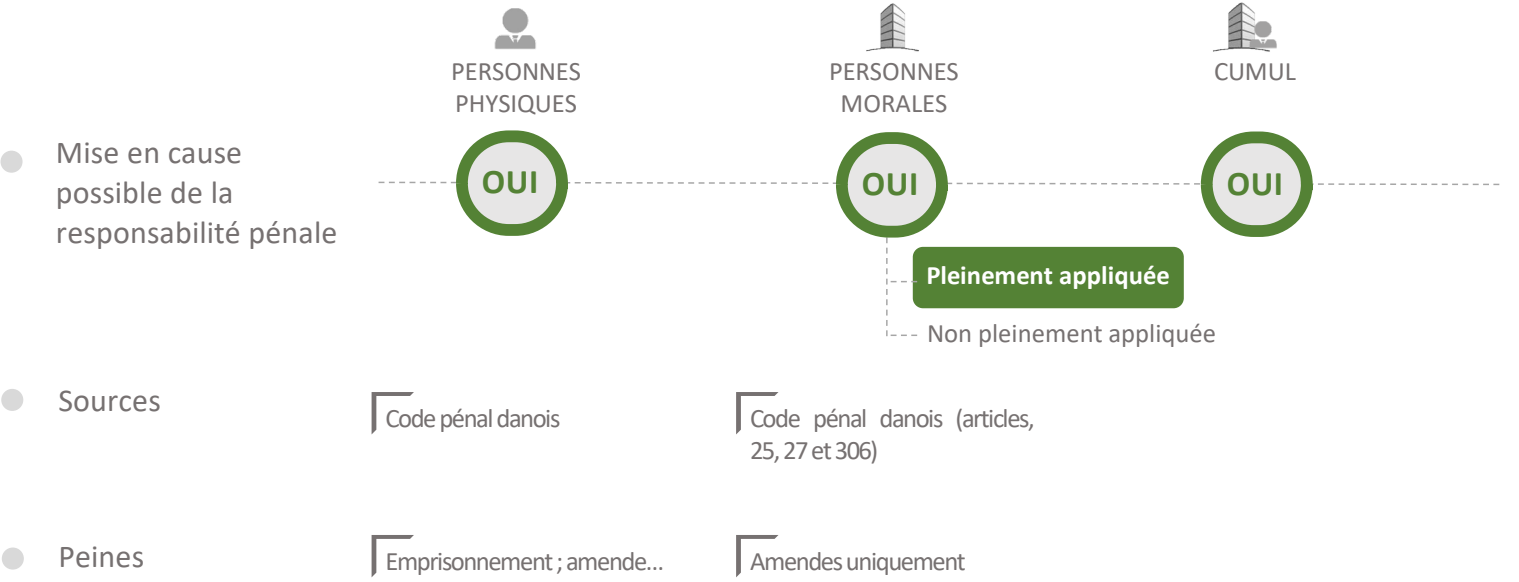 PERSONNES
PHYSIQUES
PERSONNES
MORALES
CUMUL
Mise en cause
possible de la
responsabilité pénale
OUI
OUI
OUI
Pleinement appliquée
Non pleinement appliquée
Sources
Code pénal danois
Code pénal danois (articles,
25, 27 et 306)
Peines
Emprisonnement ; amende...
Amendes uniquement